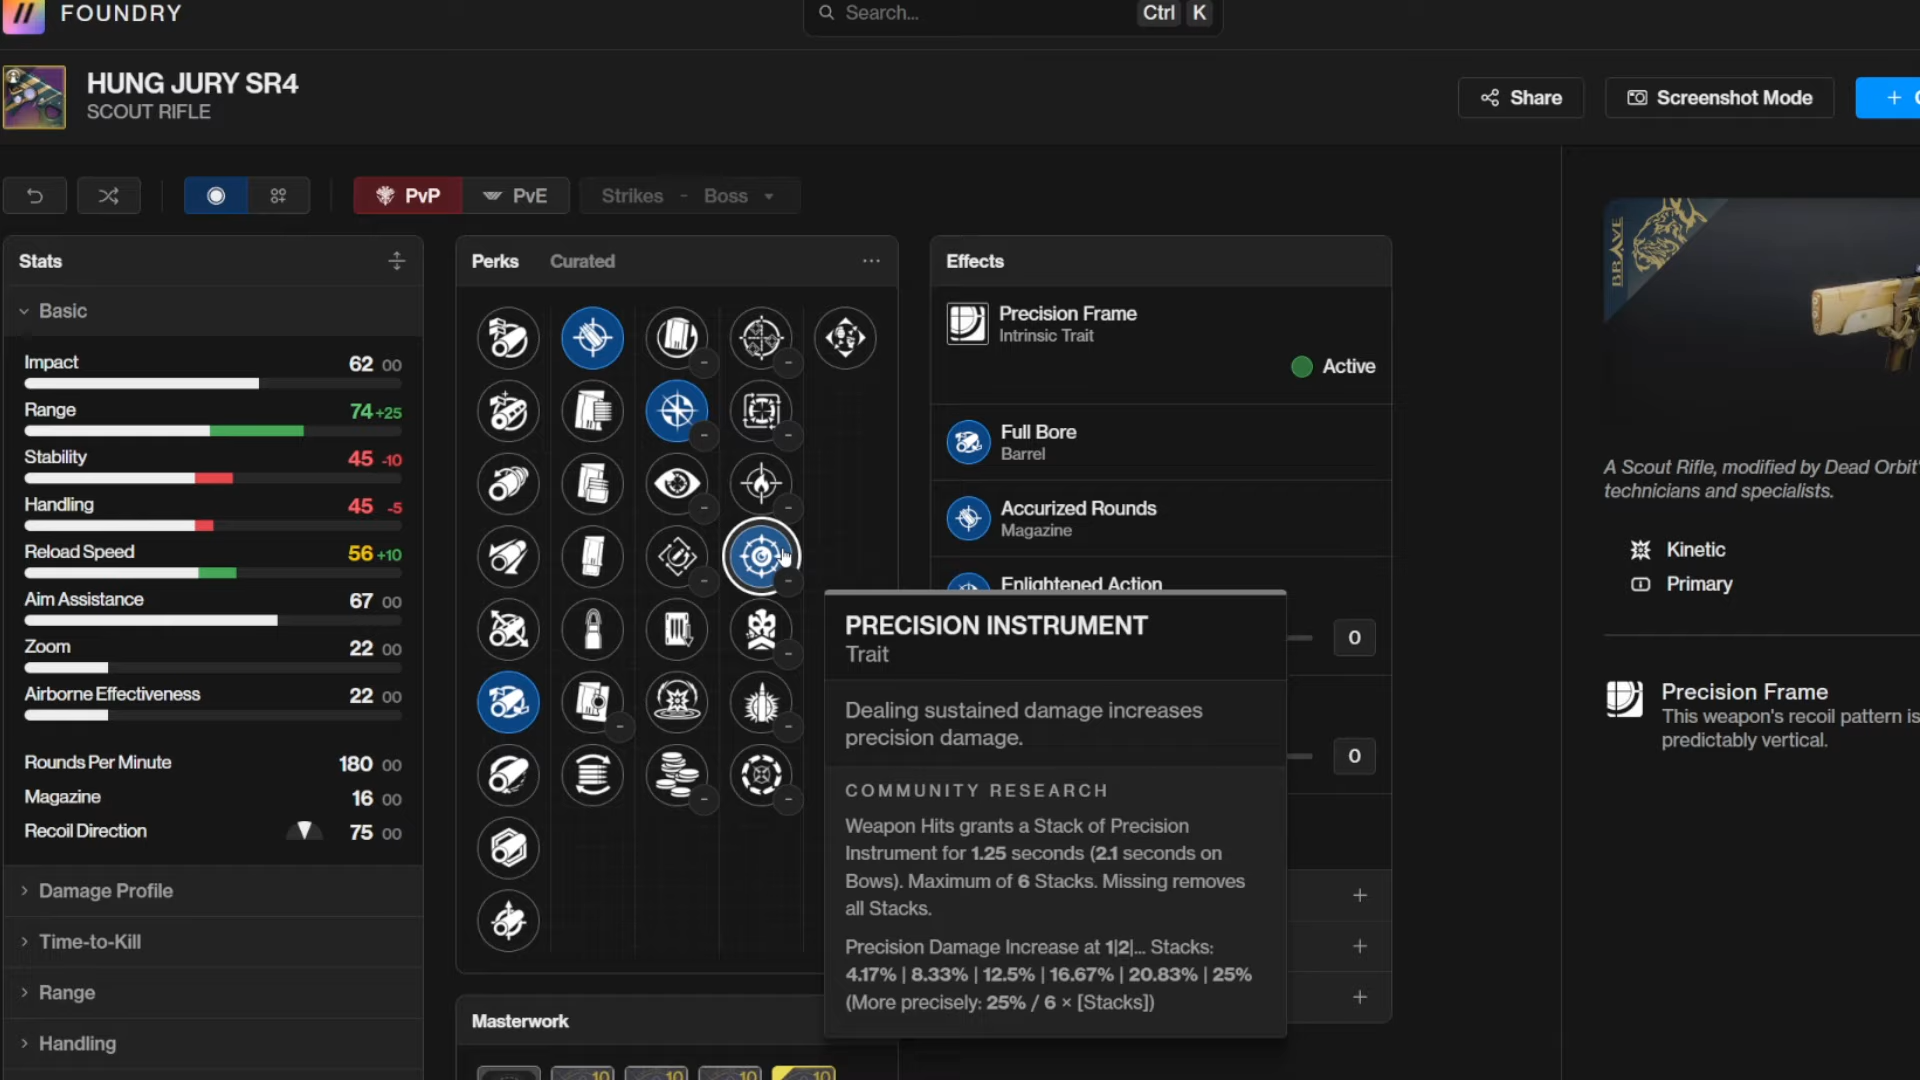 FOUNDRY
Search...
Ctrl K
HUNG JURY SR4
SCOUT RIFLE
Share
Screenshot Mode
+
PvP
PvE
Strikes - Boss
Stats
Basic
Impact 62 00
Range 74 +25
Stability 45 -10
Handling 45 -5
Reload Speed 56 +10
Aim Assistance 67 00
Zoom 22 00
Airborne Effectiveness 22 00
Rounds Per Minute 180 00
Magazine 16 00
Recoil Direction 75 00
Damage Profile
Time-to-Kill
Range
Handling
Perks Curated
Masterwork
10 10 10 10
Effects
Precision Frame
Intrinsic Trait
Active
Full Bore
Barrel
Accurized Rounds
Magazine
Enlightened Action
0
0
PRECISION INSTRUMENT
Trait
Dealing sustained damage increases
precision damage.
COMMUNITY RESEARCH
Weapon Hits grants a Stack of Precision
Instrument for 1.25 seconds (2.1 seconds on
Bows). Maximum of 6 Stacks. Missing removes
all Stacks.
Precision Damage Increase at 1|2|... Stacks:
4.17% | 8.33% | 12.5% | 16.67% | 20.83% | 25%
(More precisely: 25% / 6 × [Stacks])
BRAVE
A Scout Rifle, modified by Dead Orbit'
technicians and specialists.
Kinetic
Primary
Precision Frame
This weapon's recoil pattern is
predictably vertical.